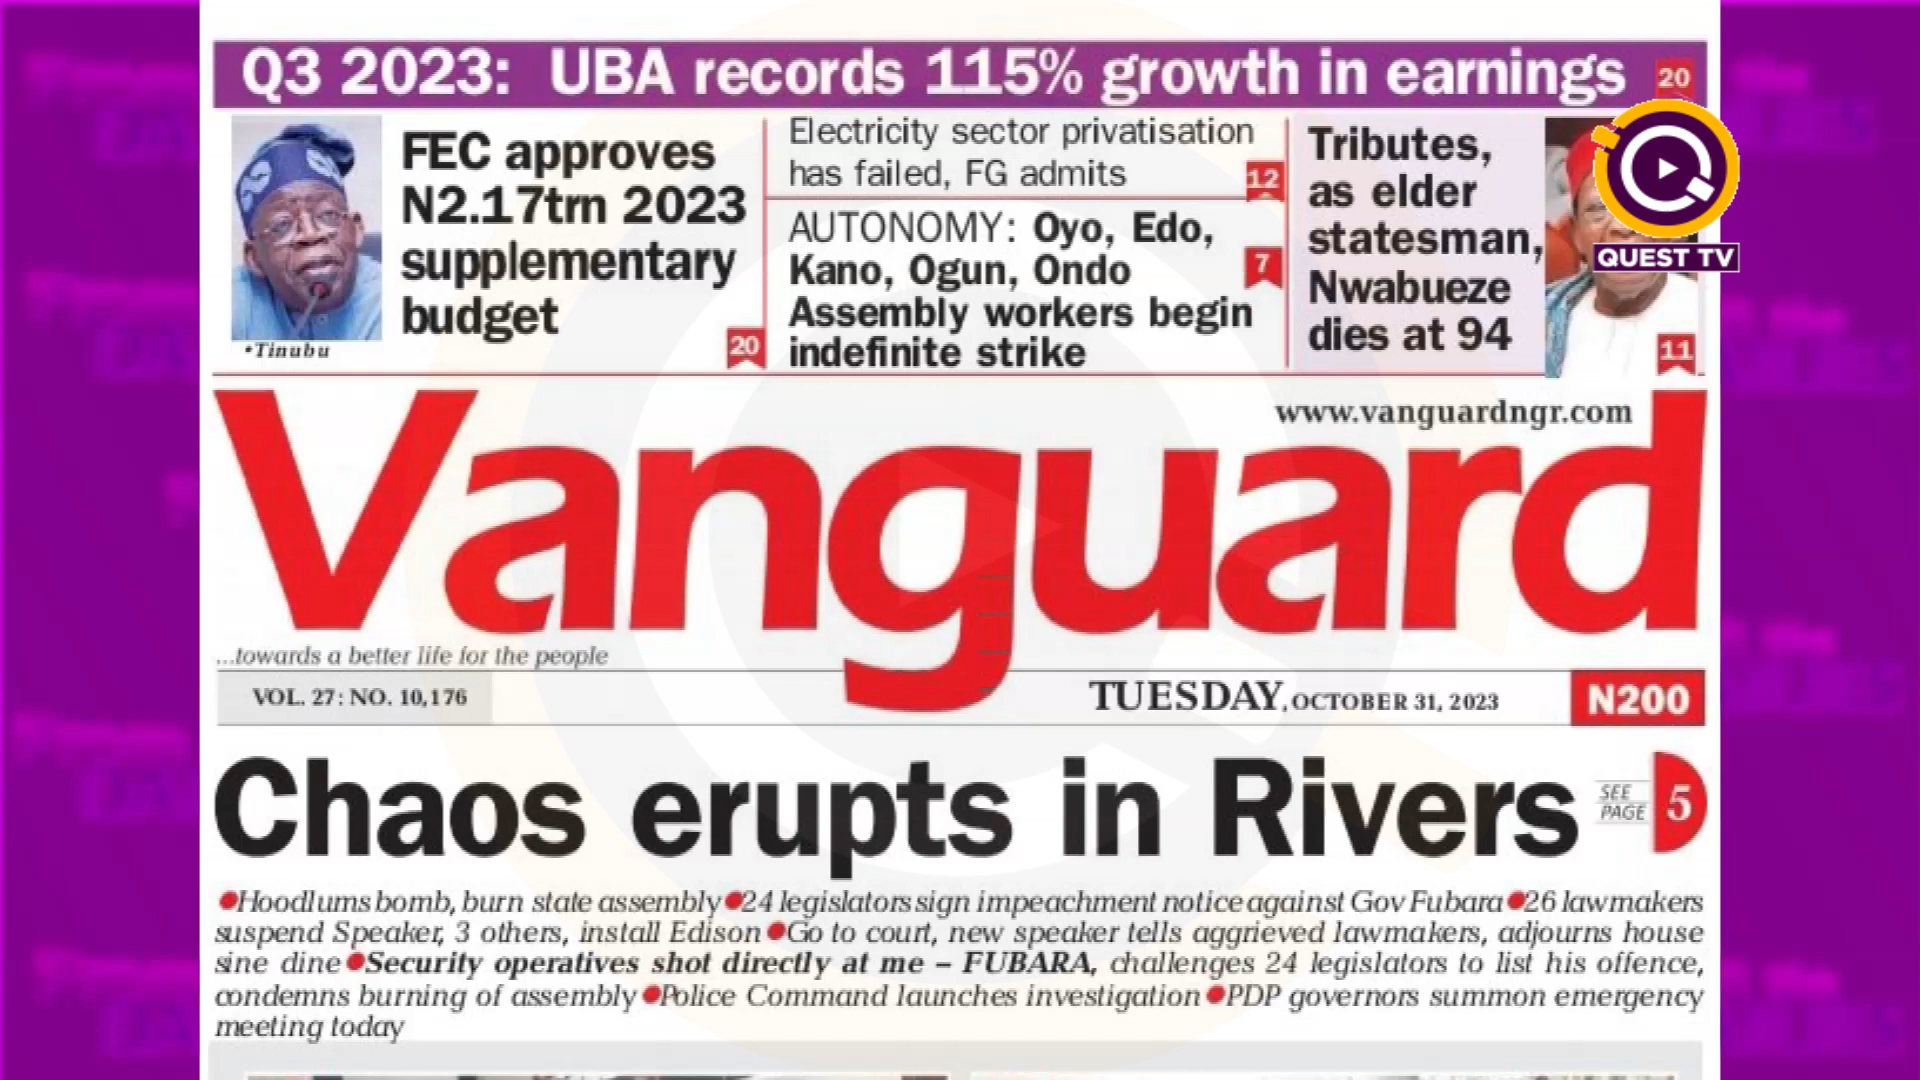 Q3 2023: UBA records 115% growth in earnings 20
FEC approves
N2.17trn 2023
supplementary
budget
20
•Tinubu
Electricity sector privatisation
has failed, FG admits
12
AUTONOMY: Oyo, Edo,
Kano, Ogun, Ondo
Assembly workers begin
indefinite strike
7
Tributes,
as elder
statesman,
Nwabueze
dies at 94
11
QUEST TV
www.vanguardngr.com
Vanguard
...towards a better life for the people
VOL. 27: NO. 10,176
TUESDAY, OCTOBER 31, 2023
N200
Chaos erupts in Rivers
SEE
PAGE
5
•Hoodlums bomb, burn state assembly •24 legislators sign impeachment notice against Gov Fubara •26 lawmakers
suspend Speaker, 3 others, install Edison •Go to court, new speaker tells aggrieved lawmakers, adjourns house
sine dine •Security operatives shot directly at me – FUBARA, challenges 24 legislators to list his offence,
condemns burning of assembly •Police Command launches investigation •PDP governors summon emergency
meeting today